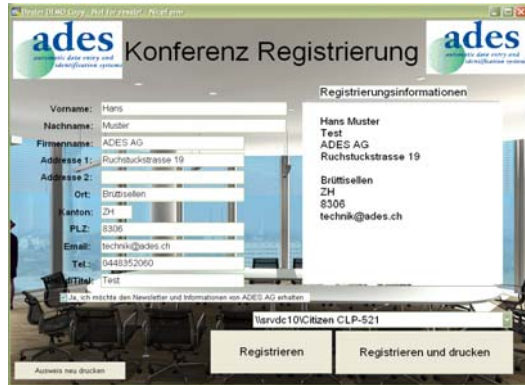 ades
automatic data entry and
identification systems
Konferenz Registrierung
ades
automatic data entry and
identification systems
Registrierungsinformationen
Vorname: Hans
Nachname: Muster
Firmenname: ADES AG
Addresse 1: Ruchstuckstrasse 19
Addresse 2:
Ort: Brüttisellen
Kanton: ZH
PLZ: 8306
Email: technik@ades.ch
Tel.: 0448352060
Test
Ja, ich möchte den Newsletter und Informationen von ADES AG erhalten
Hans Muster
Test
ADES AG
Ruchstuckstrasse 19
Brüttisellen
ZH
8306
technik@ades.ch
\\srvdc10\Citizen CLP-521
Registrieren
Registrieren und drucken
Ausweis neu drucken